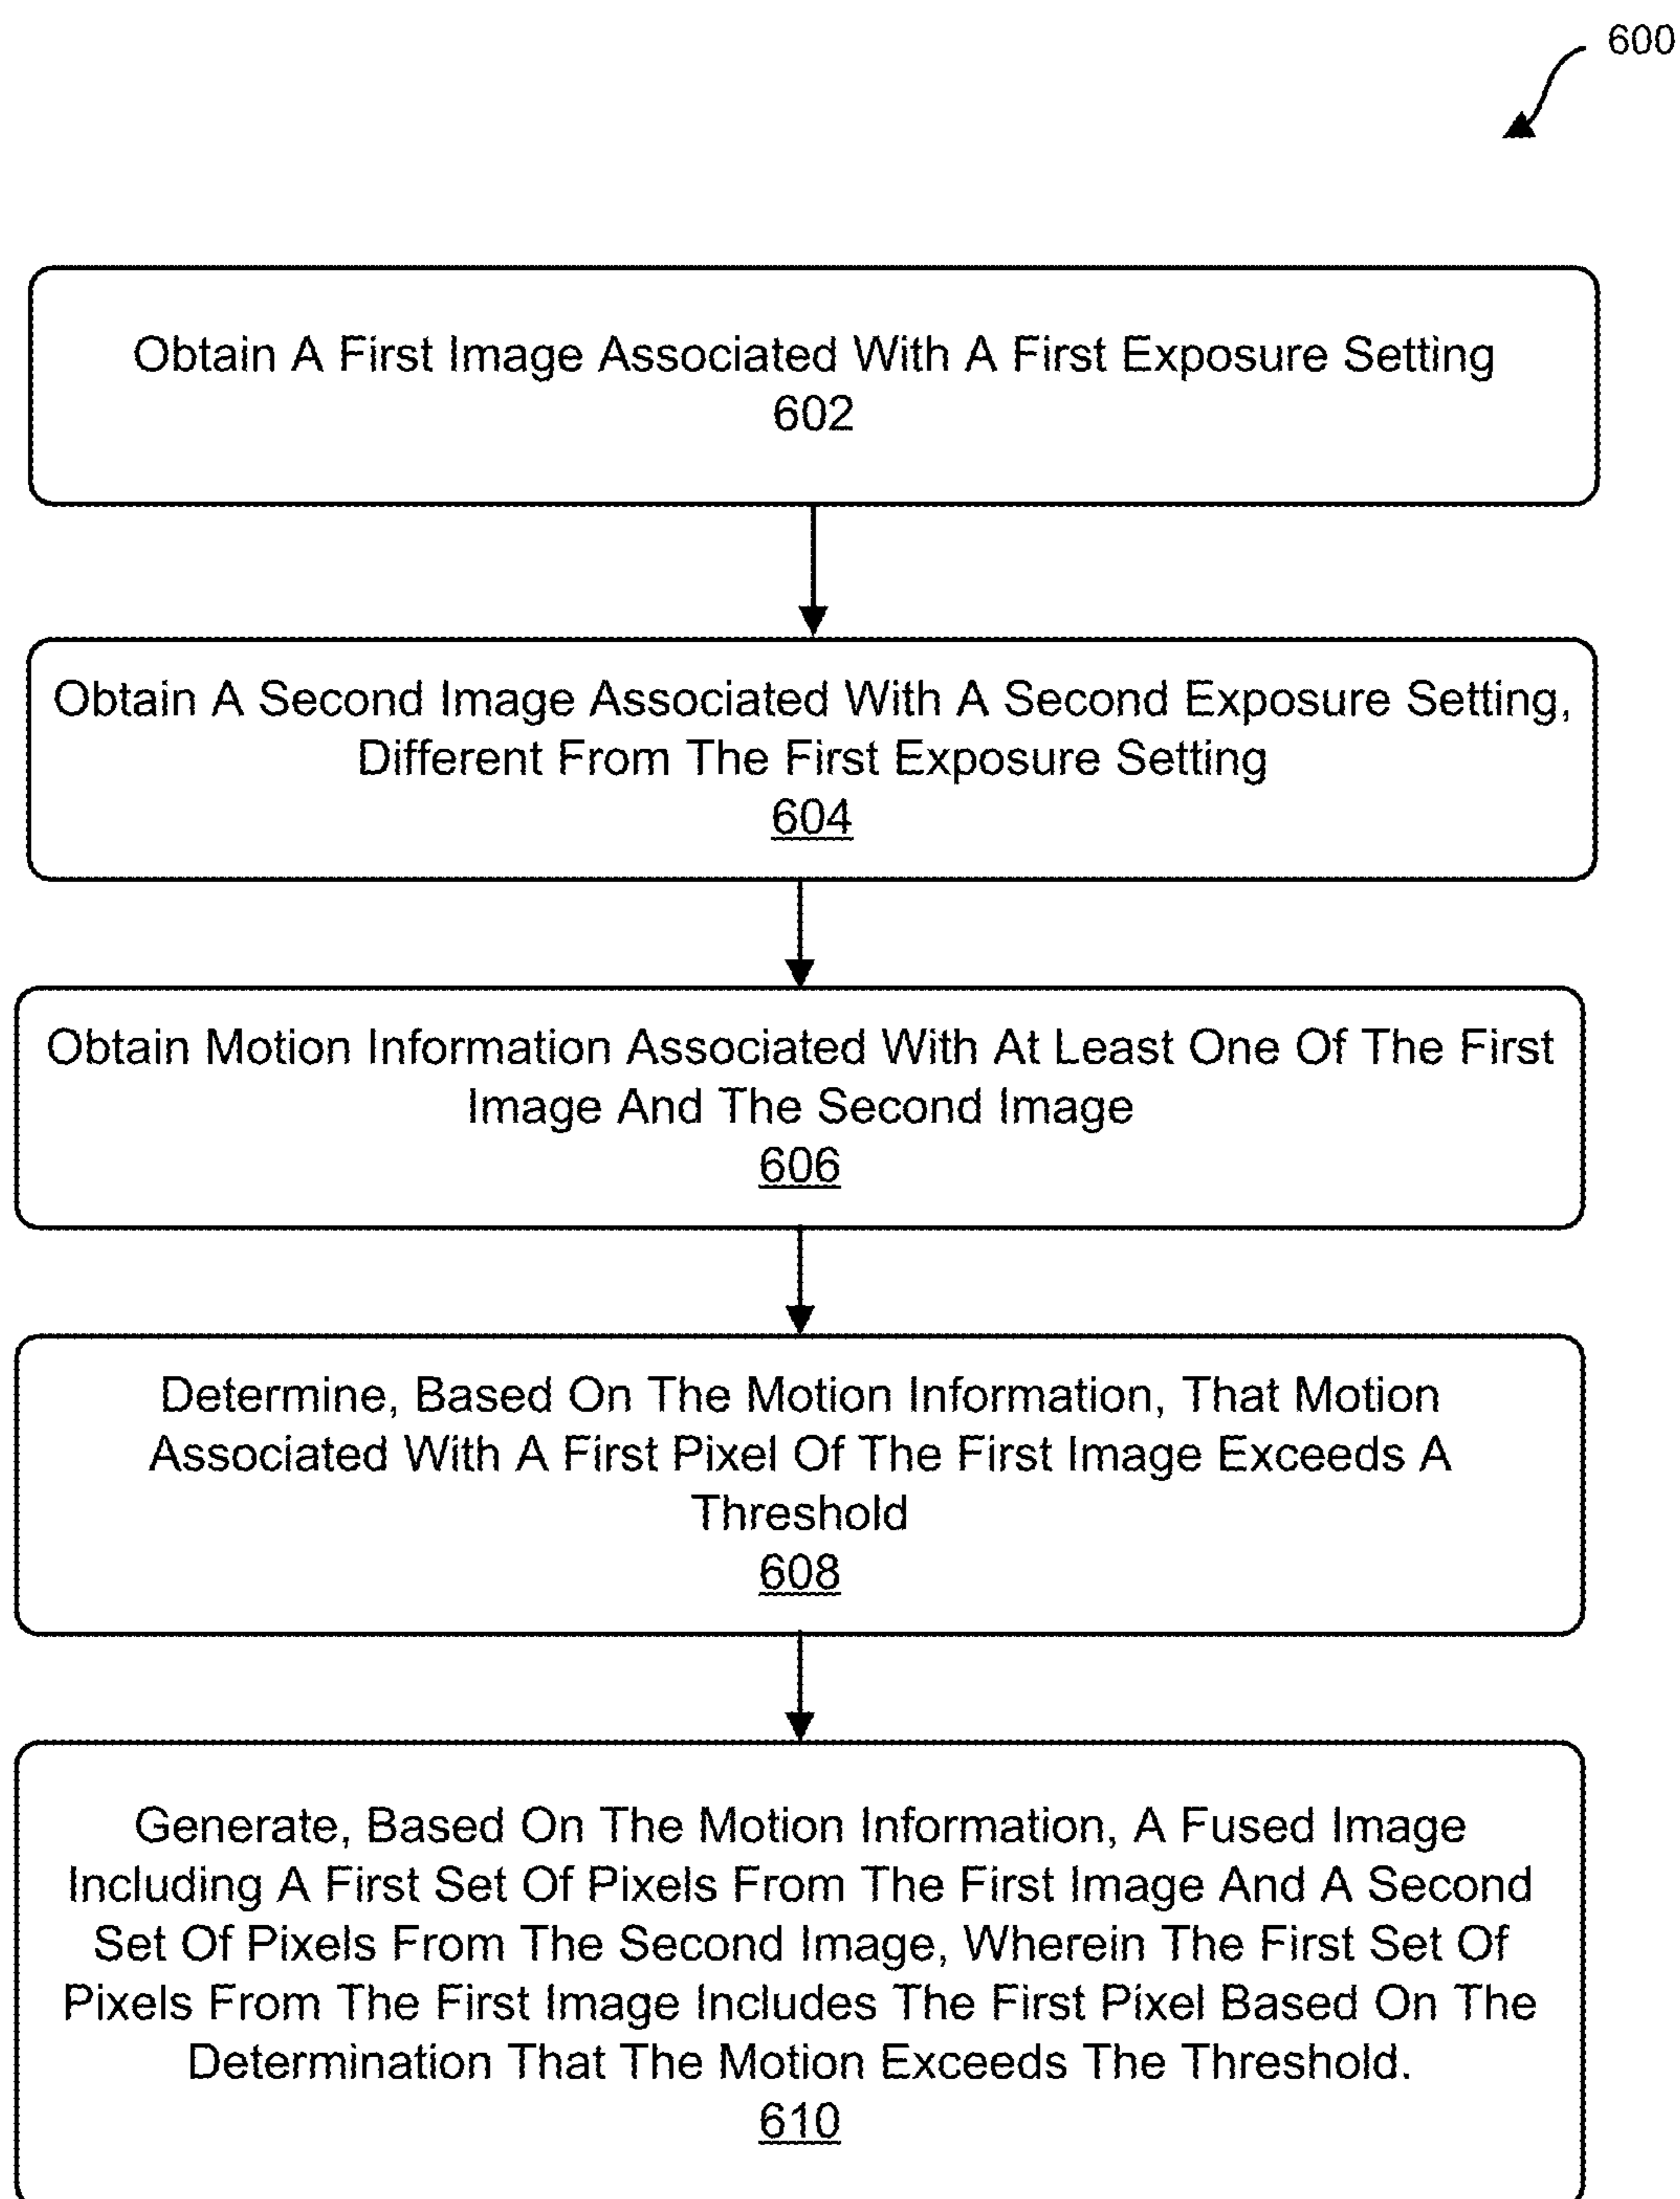 600
Obtain A First Image Associated With A First Exposure Setting
602
Obtain A Second Image Associated With A Second Exposure Setting,
Different From The First Exposure Setting
604
Obtain Motion Information Associated With At Least One Of The First
Image And The Second Image
606
Determine, Based On The Motion Information, That Motion
Associated With A First Pixel Of The First Image Exceeds A
Threshold
608
Generate, Based On The Motion Information, A Fused Image
Including A First Set Of Pixels From The First Image And A Second
Set Of Pixels From The Second Image, Wherein The First Set Of
Pixels From The First Image Includes The First Pixel Based On The
Determination That The Motion Exceeds The Threshold.
610